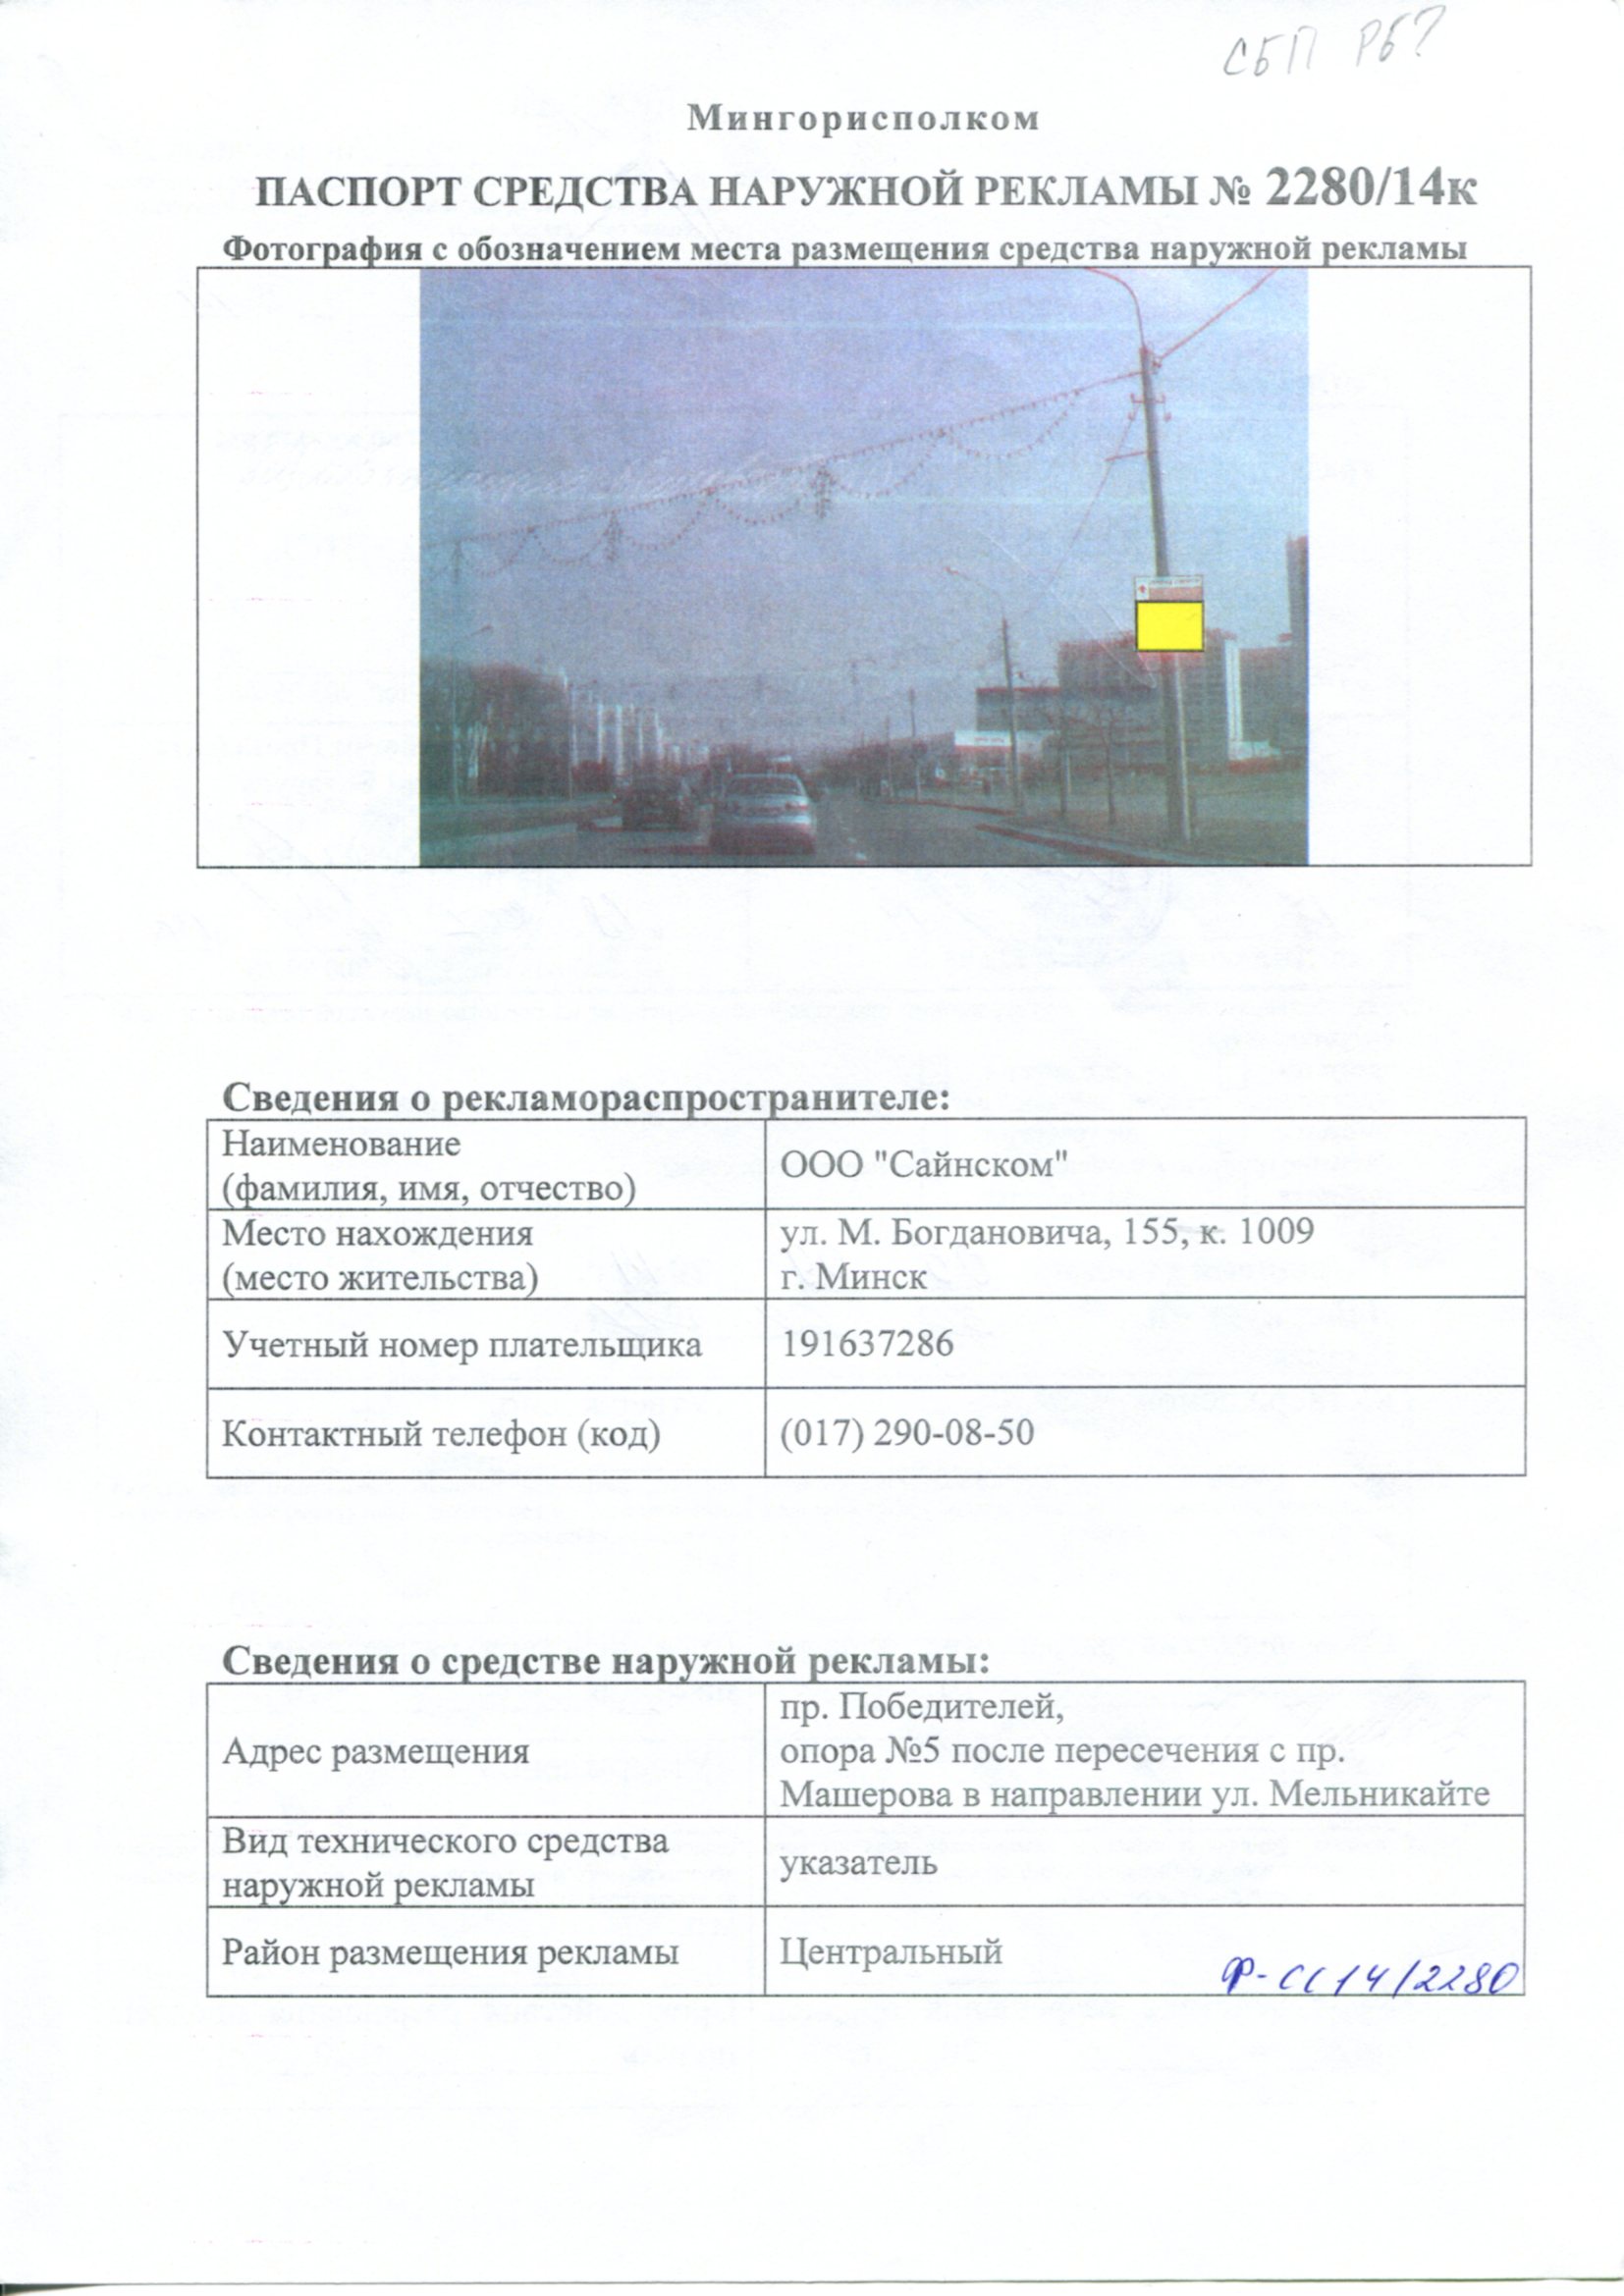 СБП РБ?
Мингорисполком
ПАСПОРТ СРЕДСТВА НАРУЖНОЙ РЕКЛАМЫ № 2280/14к
Фотография с обозначением места размещения средства наружной рекламы
Сведения о рекламораспространителе:
Наименование
(фамилия, имя, отчество)
ООО "Сайнском"
Место нахождения
(место жительства)
ул. М. Богдановича, 155, к. 1009
г. Минск
Учетный номер плательщика
191637286
Контактный телефон (код)
(017) 290-08-50
Сведения о средстве наружной рекламы:
Адрес размещения
пр. Победителей,
опора №5 после пересечения с пр.
Машерова в направлении ул. Мельникайте
Вид технического средства
наружной рекламы
указатель
Район размещения рекламы
Центральный
Ф-СС14/2280